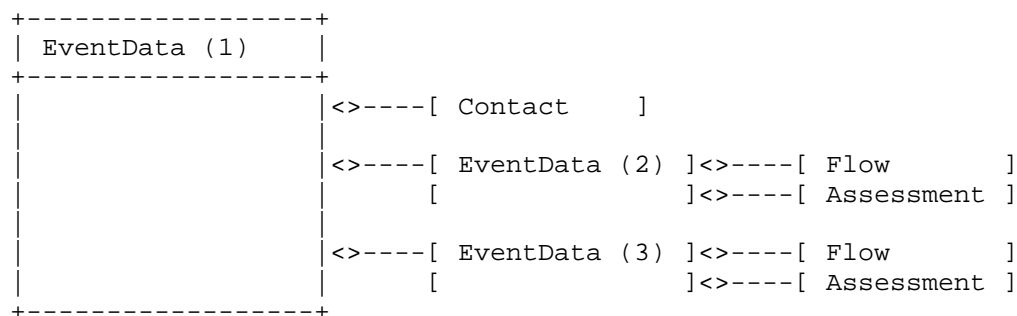 +------------------+
| EventData (1)    |
+------------------+
|                  |<>----[ Contact    ]
|                  |
|                  |<>----[ EventData (2) ]<>----[ Flow       ]
|                  |      [               ]<>----[ Assessment ]
|                  |
|                  |<>----[ EventData (3) ]<>----[ Flow       ]
|                  |      [               ]<>----[ Assessment ]
+------------------+